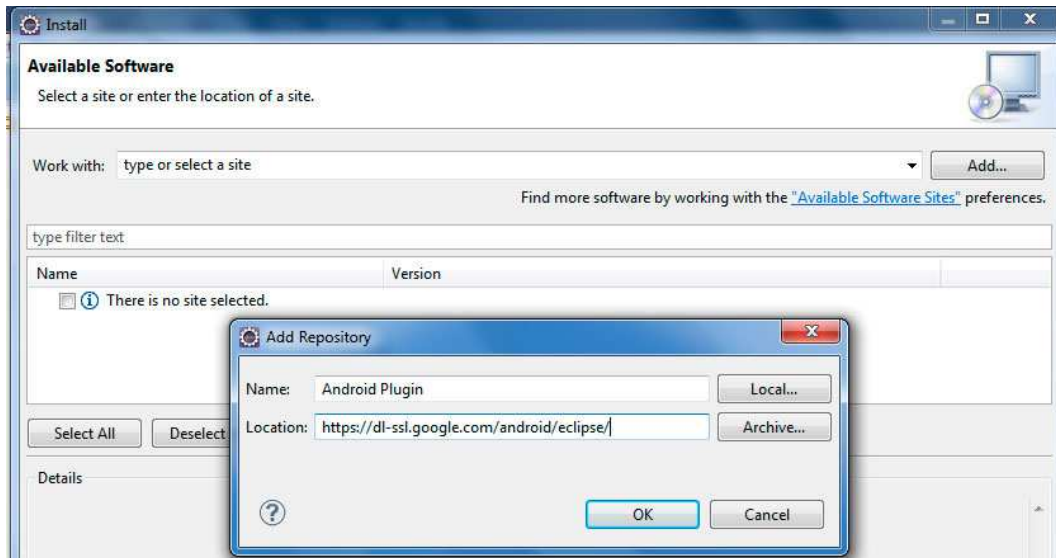 Install
Available Software
Select a site or enter the location of a site.
Work with: type or select a site Add...
Find more software by working with the "Available Software Sites" preferences.
type filter text
Name Version
There is no site selected.
Add Repository
Name: Android Plugin Local...
Location: https://dl-ssl.google.com/android/eclipse/ Archive...
Select All Deselect
Details
OK Cancel